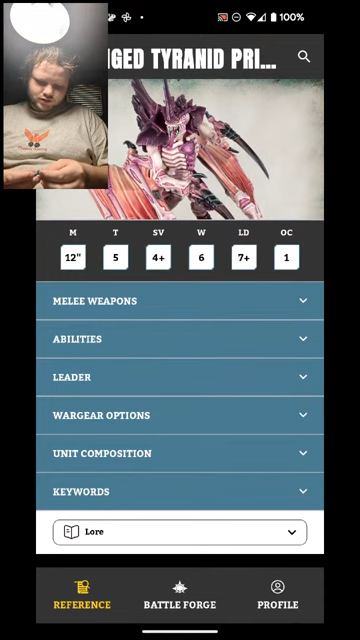 100%
NGED TYRANID PRI...
M T SV W LD OC
12" 5 4+ 6 7+ 1
MELEE WEAPONS
ABILITIES
LEADER
WARGEAR OPTIONS
UNIT COMPOSITION
KEYWORDS
Lore
REFERENCE BATTLE FORGE PROFILE